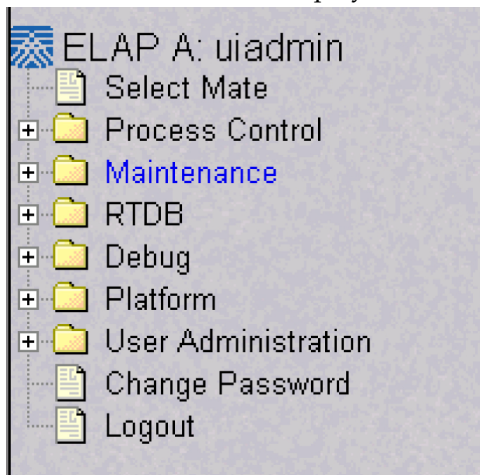 ELAP A: uiadmin
Select Mate
Process Control
Maintenance
RTDB
Debug
Platform
User Administration
Change Password
Logout